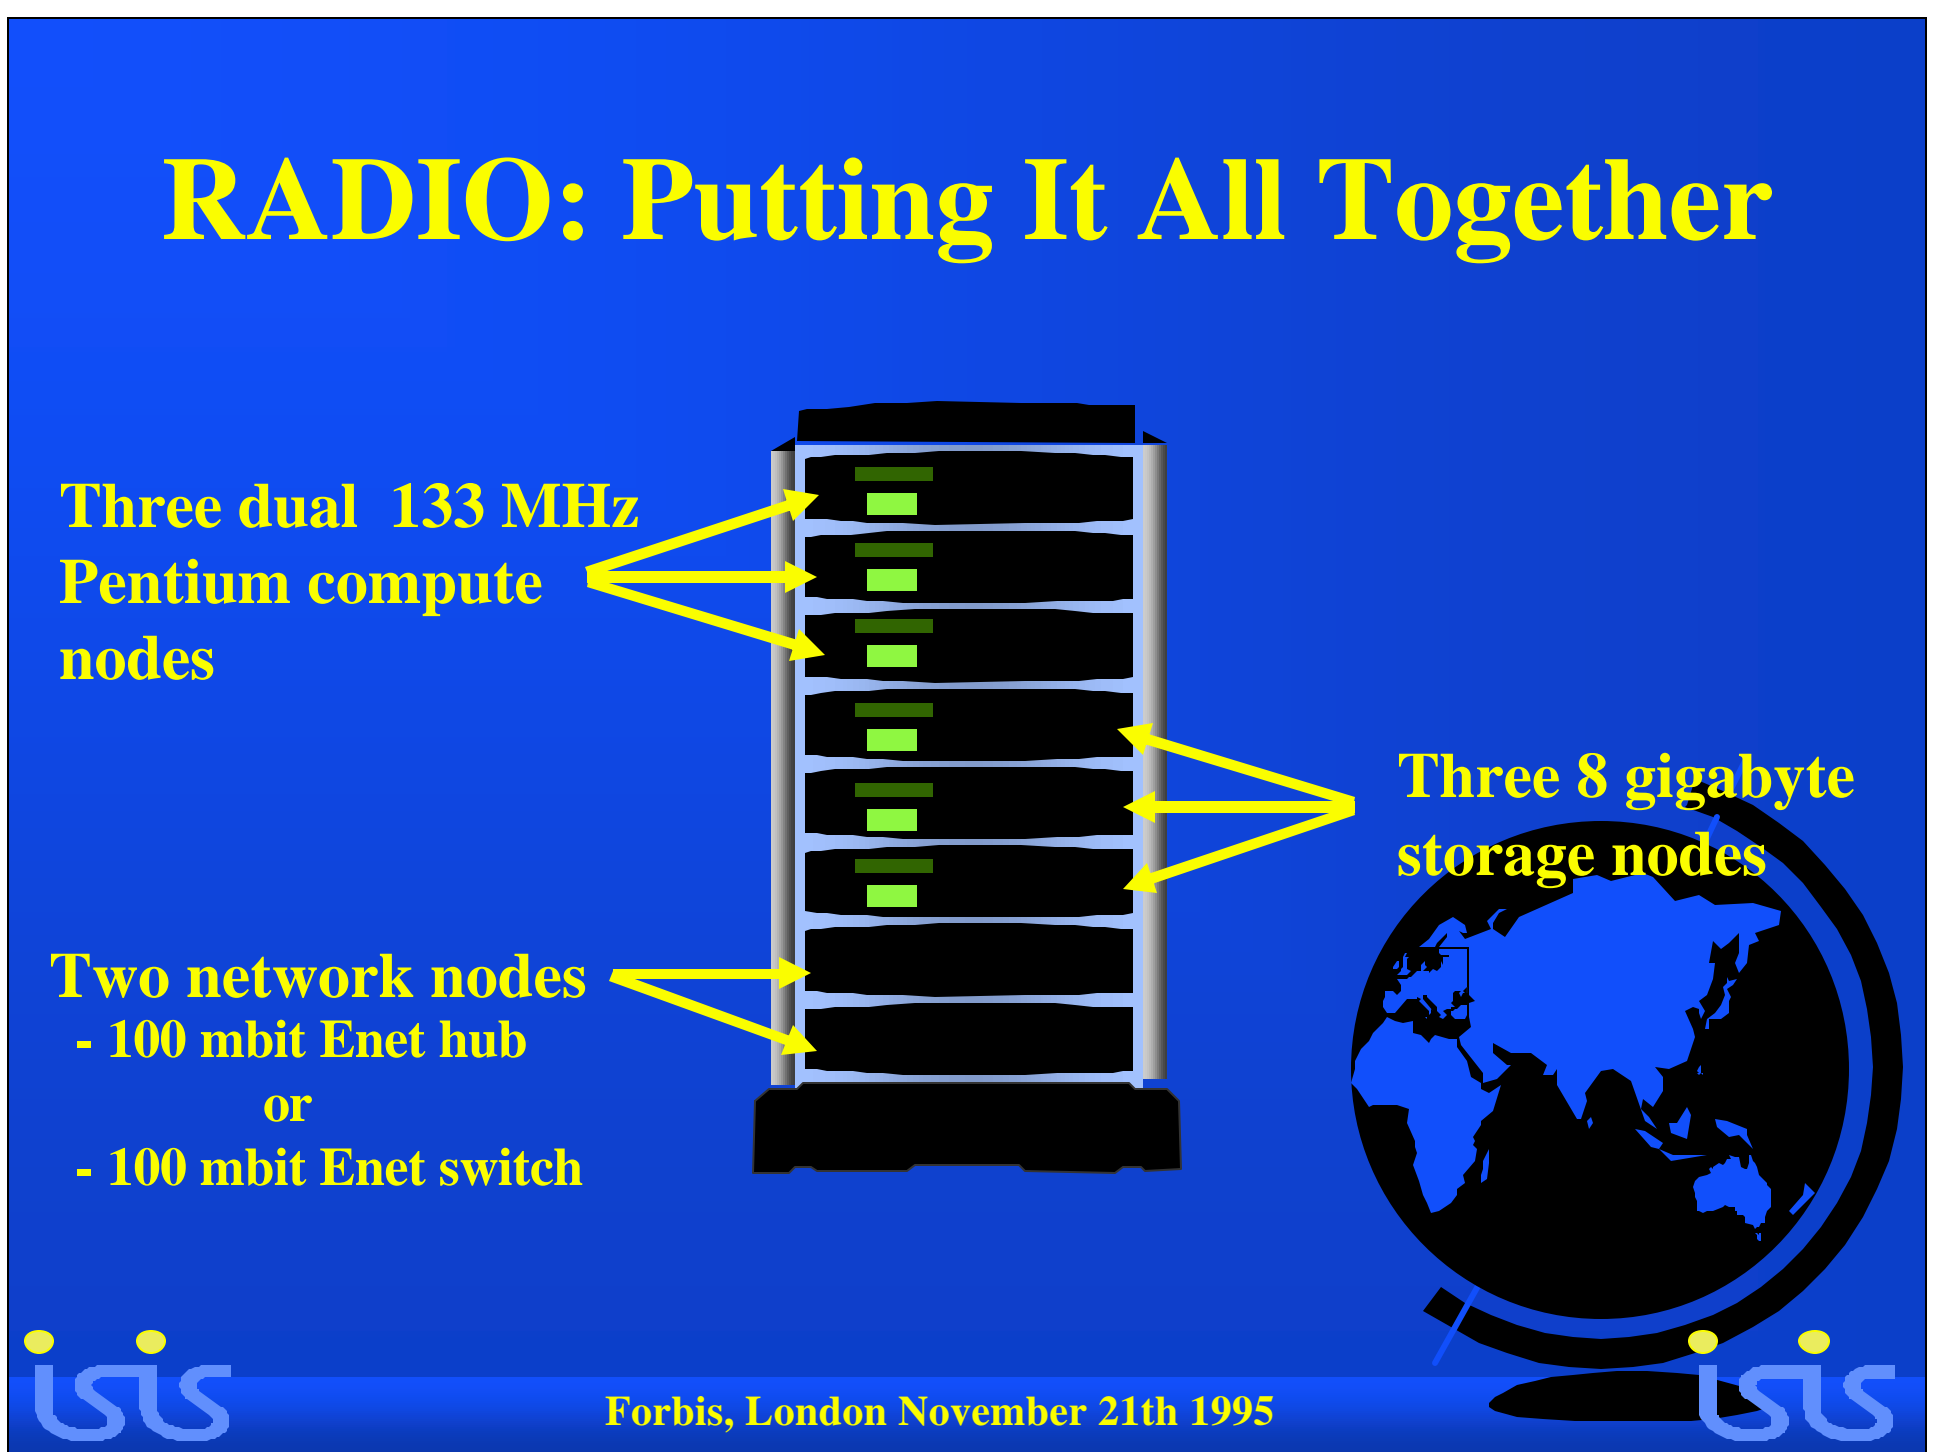 RADIO: Putting It All Together
Three dual  133 MHz
Pentium compute
nodes
Three 8 gigabyte
storage nodes
Two network nodes
- 100 mbit Enet hub
or
- 100 mbit Enet switch
isis
Forbis, London November 21th 1995
isis